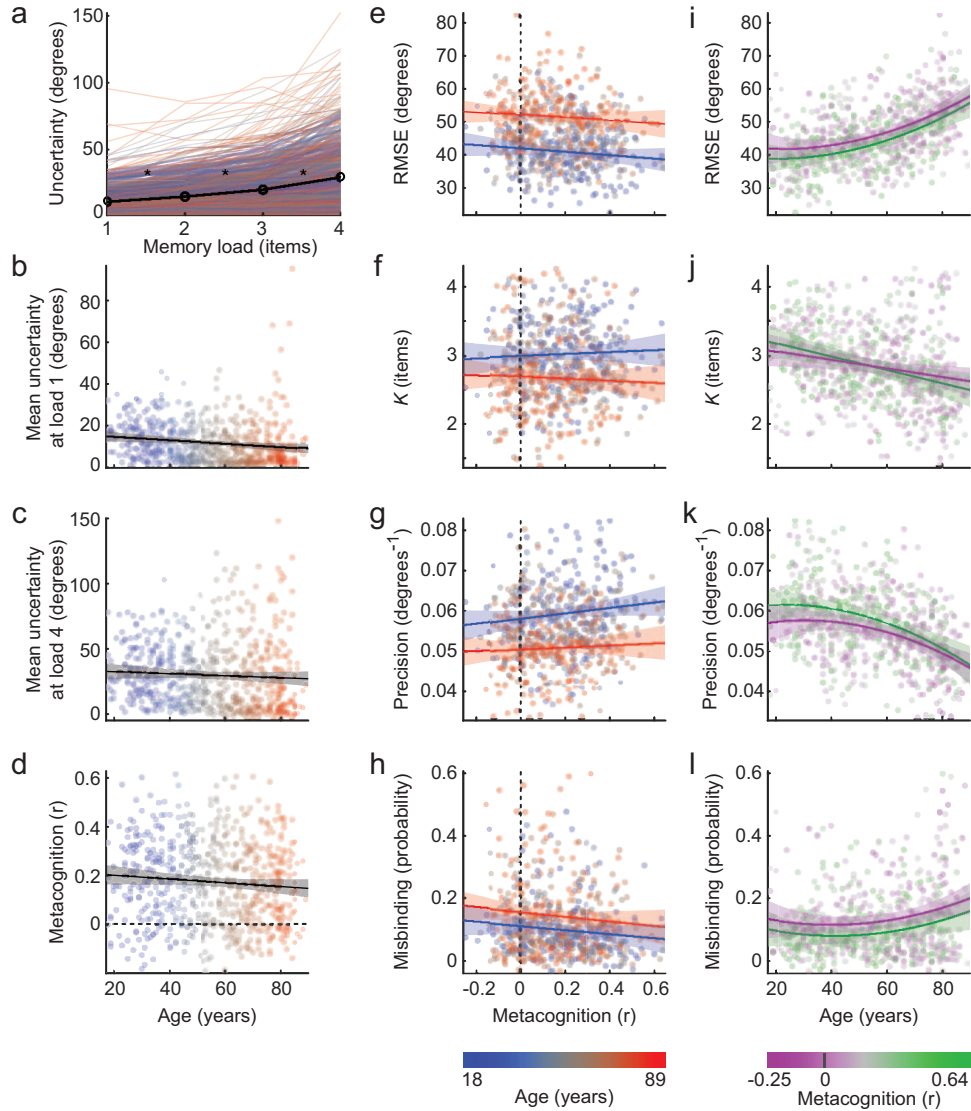 a
Uncertainty (degrees)
150
100
50
0
*
*
*
1
2
3
4
Memory load (items)
b
Mean uncertainty
at load 1 (degrees)
80
60
40
20
0
c
Mean uncertainty
at load 4 (degrees)
150
100
50
0
d
Metacognition (r)
0.6
0.4
0.2
0
20
40
60
80
Age (years)
e
RMSE (degrees)
80
70
60
50
40
30
f
K (items)
4
3
2
g
Precision (degrees⁻¹)
0.08
0.07
0.06
0.05
0.04
h
Misbinding (probability)
0.6
0.4
0.2
0
-0.2
0
0.2
0.4
0.6
Metacognition (r)
18
89
Age (years)
i
RMSE (degrees)
80
70
60
50
40
30
j
K (items)
4
3
2
k
Precision (degrees⁻¹)
0.08
0.07
0.06
0.05
0.04
l
Misbinding (probability)
0.6
0.4
0.2
0
20
40
60
80
Age (years)
-0.25
0
0.64
Metacognition (r)